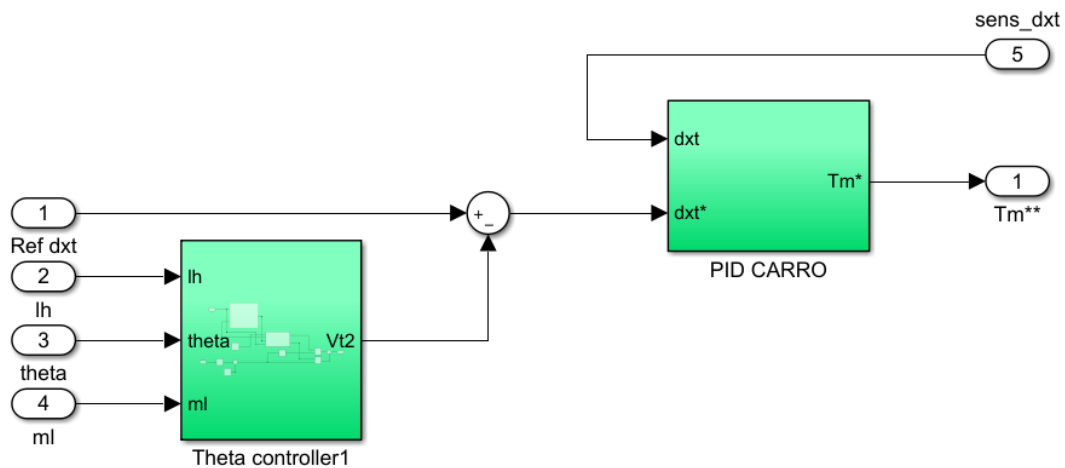 sens_dxt
5
dxt
Tm*
1
Tm**
dxt*
PID CARRO
+
_
1
Ref dxt
2
lh
3
theta
4
ml
lh
theta
Vt2
ml
Theta controller1